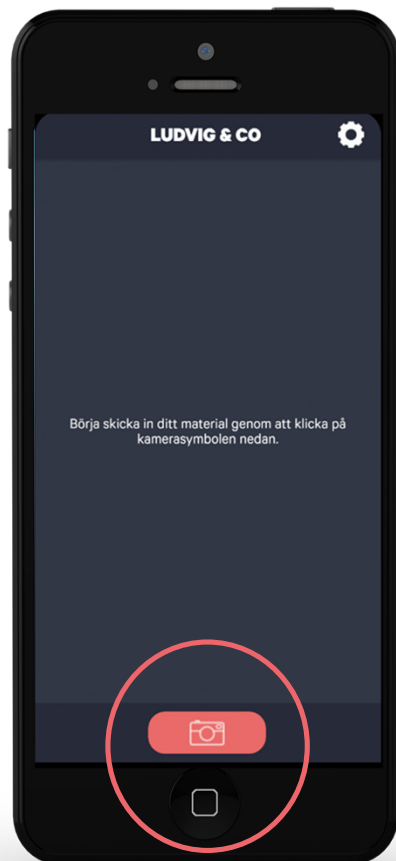 LUDVIG & CO
Börja skicka in ditt material genom att klicka på
kamerasymbolen nedan.